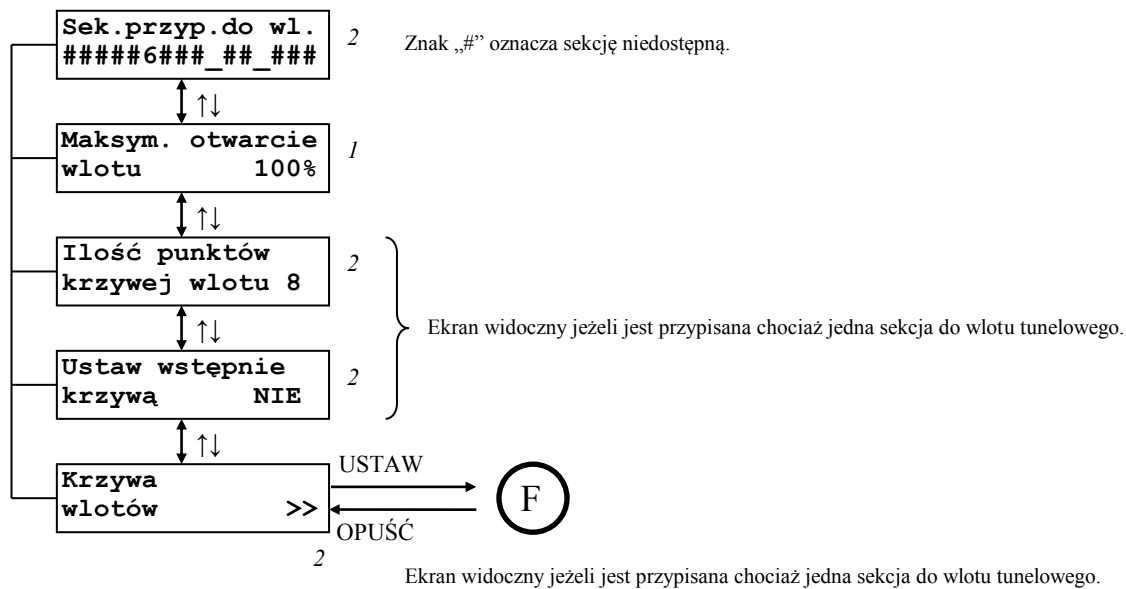 Sek.przyp.do wl.
#####6###_##_###
2
Znak „#” oznacza sekcję niedostępną.
↑↓
Maksym. otwarcie
wlotu 100%
1
↑↓
Ilość punktów
krzywej wlotu 8
2
Ekran widoczny jeżeli jest przypisana chociaż jedna sekcja do wlotu tunelowego.
↑↓
Ustaw wstępnie
krzywą NIE
2
↑↓
Krzywa
wlotów >>
2
USTAW
OPUŚĆ
F
Ekran widoczny jeżeli jest przypisana chociaż jedna sekcja do wlotu tunelowego.